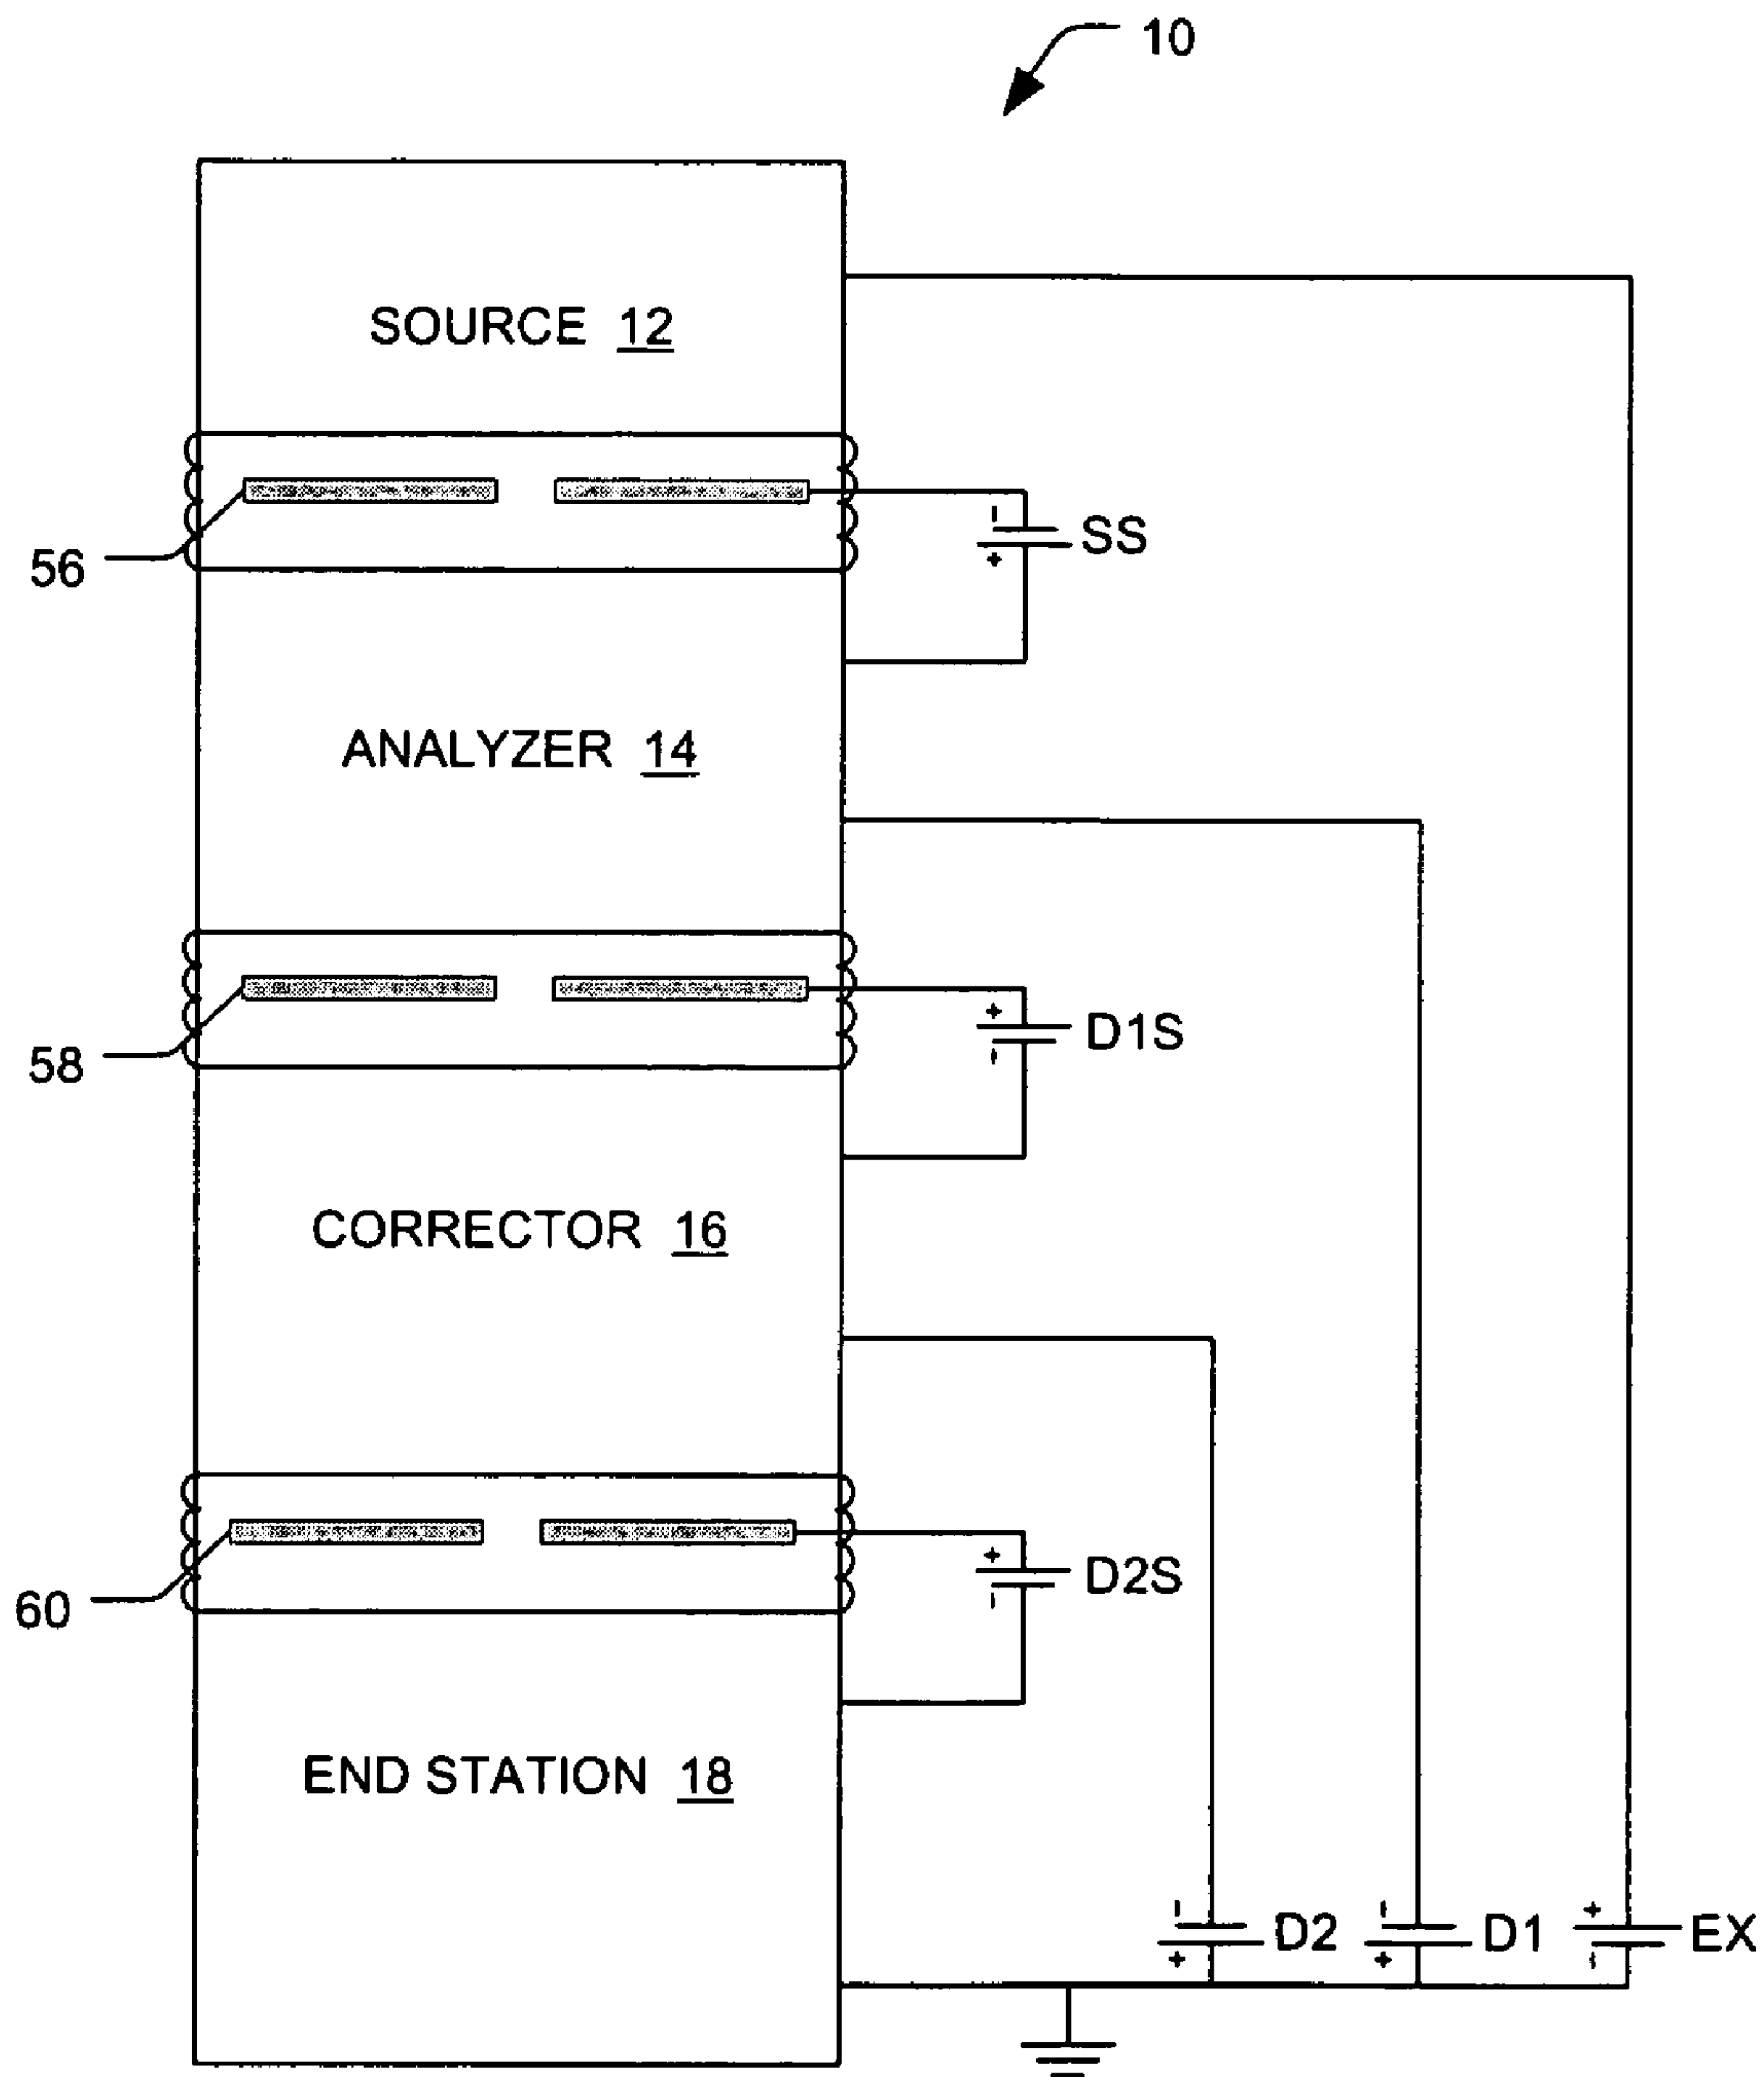 10
SOURCE 12
- SS
+
56
ANALYZER 14
+ D1S
-
58
CORRECTOR 16
+ D2S
-
60
END STATION 18
- - +
D2 D1 EX
+ + -